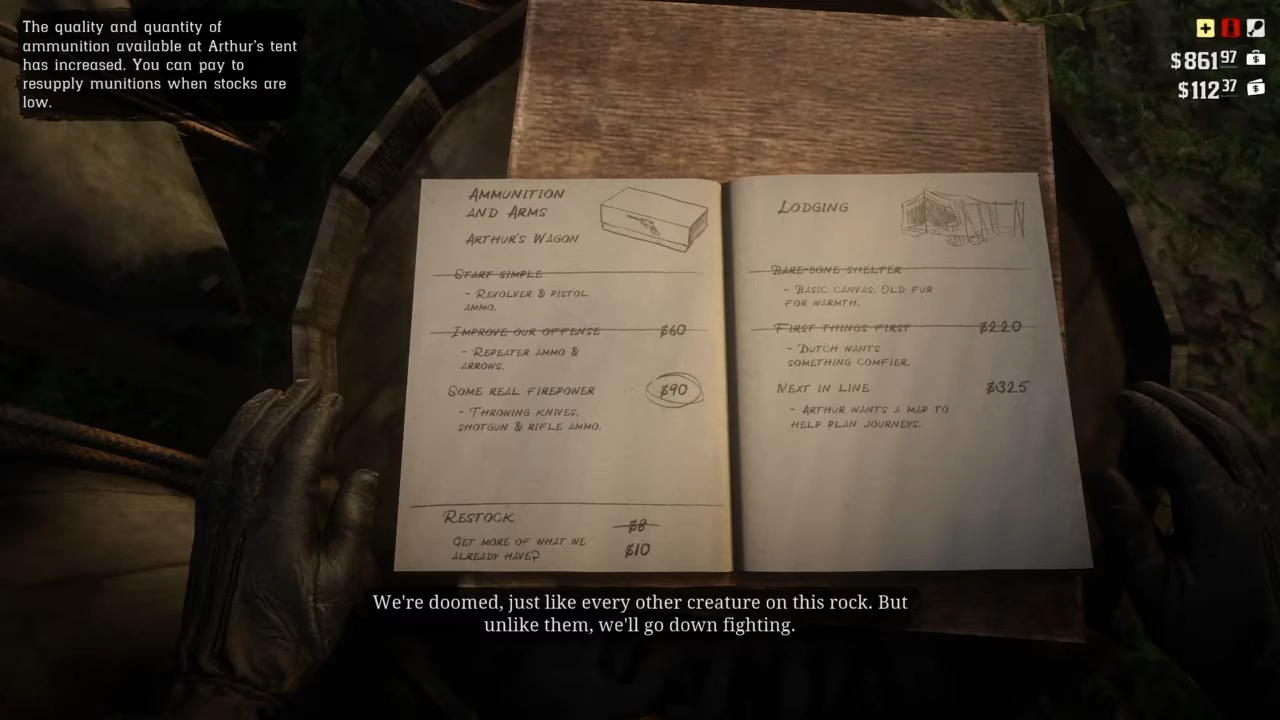 The quality and quantity of
ammunition available at Arthur's tent
has increased. You can pay to
resupply munitions when stocks are
low.
$861 97
$112 37
AMMUNITION
AND ARMS
ARTHUR'S WAGON
START SIMPLE
- REVOLVER & PISTOL
AMMO.
IMPROVE OUR OFFENSE $60
- REPEATER AMMO &
ARROWS.
SOME REAL FIREPOWER $90
- THROWING KNIVES,
SHOTGUN & RIFLE AMMO.
RESTOCK $8
GET MORE OF WHAT WE
ALREADY HAVE? $10
LODGING
BARE-BONE SHELTER
- BASIC CANVAS. OLD FUR
FOR WARMTH.
FIRST THINGS FIRST $220
- DUTCH WANTS
SOMETHING COMFIER.
NEXT IN LINE $325
- ARTHUR WANTS A MAP TO
HELP PLAN JOURNEYS.
We're doomed, just like every other creature on this rock. But
unlike them, we'll go down fighting.